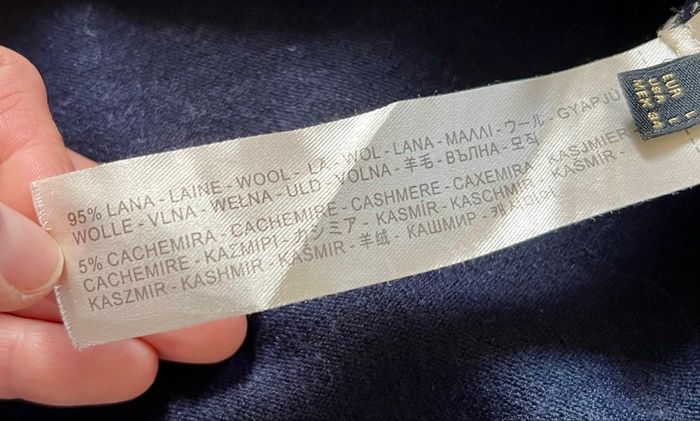 95% LANA - LAINE - WOOL - LÃ - WOL - LANA - ΜΑΛΛΙ - ウール - GYAPJÚ
WOLLE - VLNA - WEŁNA - ULD - VOLNA - 羊毛 - ВЪЛНА - 모직
5% CACHEMIRA - CACHEMIRE - CASHMERE - CAXEMIRA - KASJMIER -
CACHEMIRE - ΚΑΣΜΙΡΙ - カシミア - KASMÍR - KASCHMIR - KAŠMIR -
KASZMIR - KASHMIR - KAŠMÍR - 羊绒 - КАШМИР - 캐시미어
EUR L
USA L
MEX 34